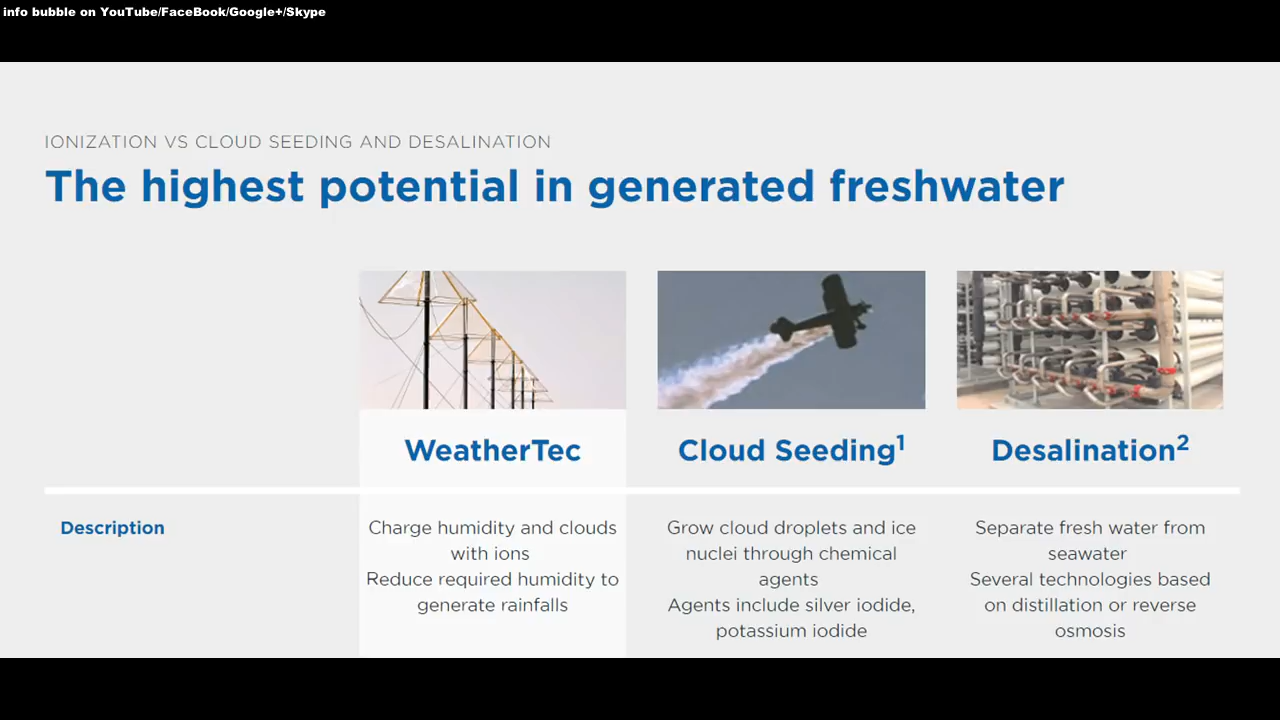 info bubble on YouTube/FaceBook/Google+/Skype
IONIZATION VS CLOUD SEEDING AND DESALINATION
The highest potential in generated freshwater
WeatherTec
Cloud Seeding¹
Desalination²
Description
Charge humidity and clouds
with ions
Reduce required humidity to
generate rainfalls
Grow cloud droplets and ice
nuclei through chemical
agents
Agents include silver iodide,
potassium iodide
Separate fresh water from
seawater
Several technologies based
on distillation or reverse
osmosis